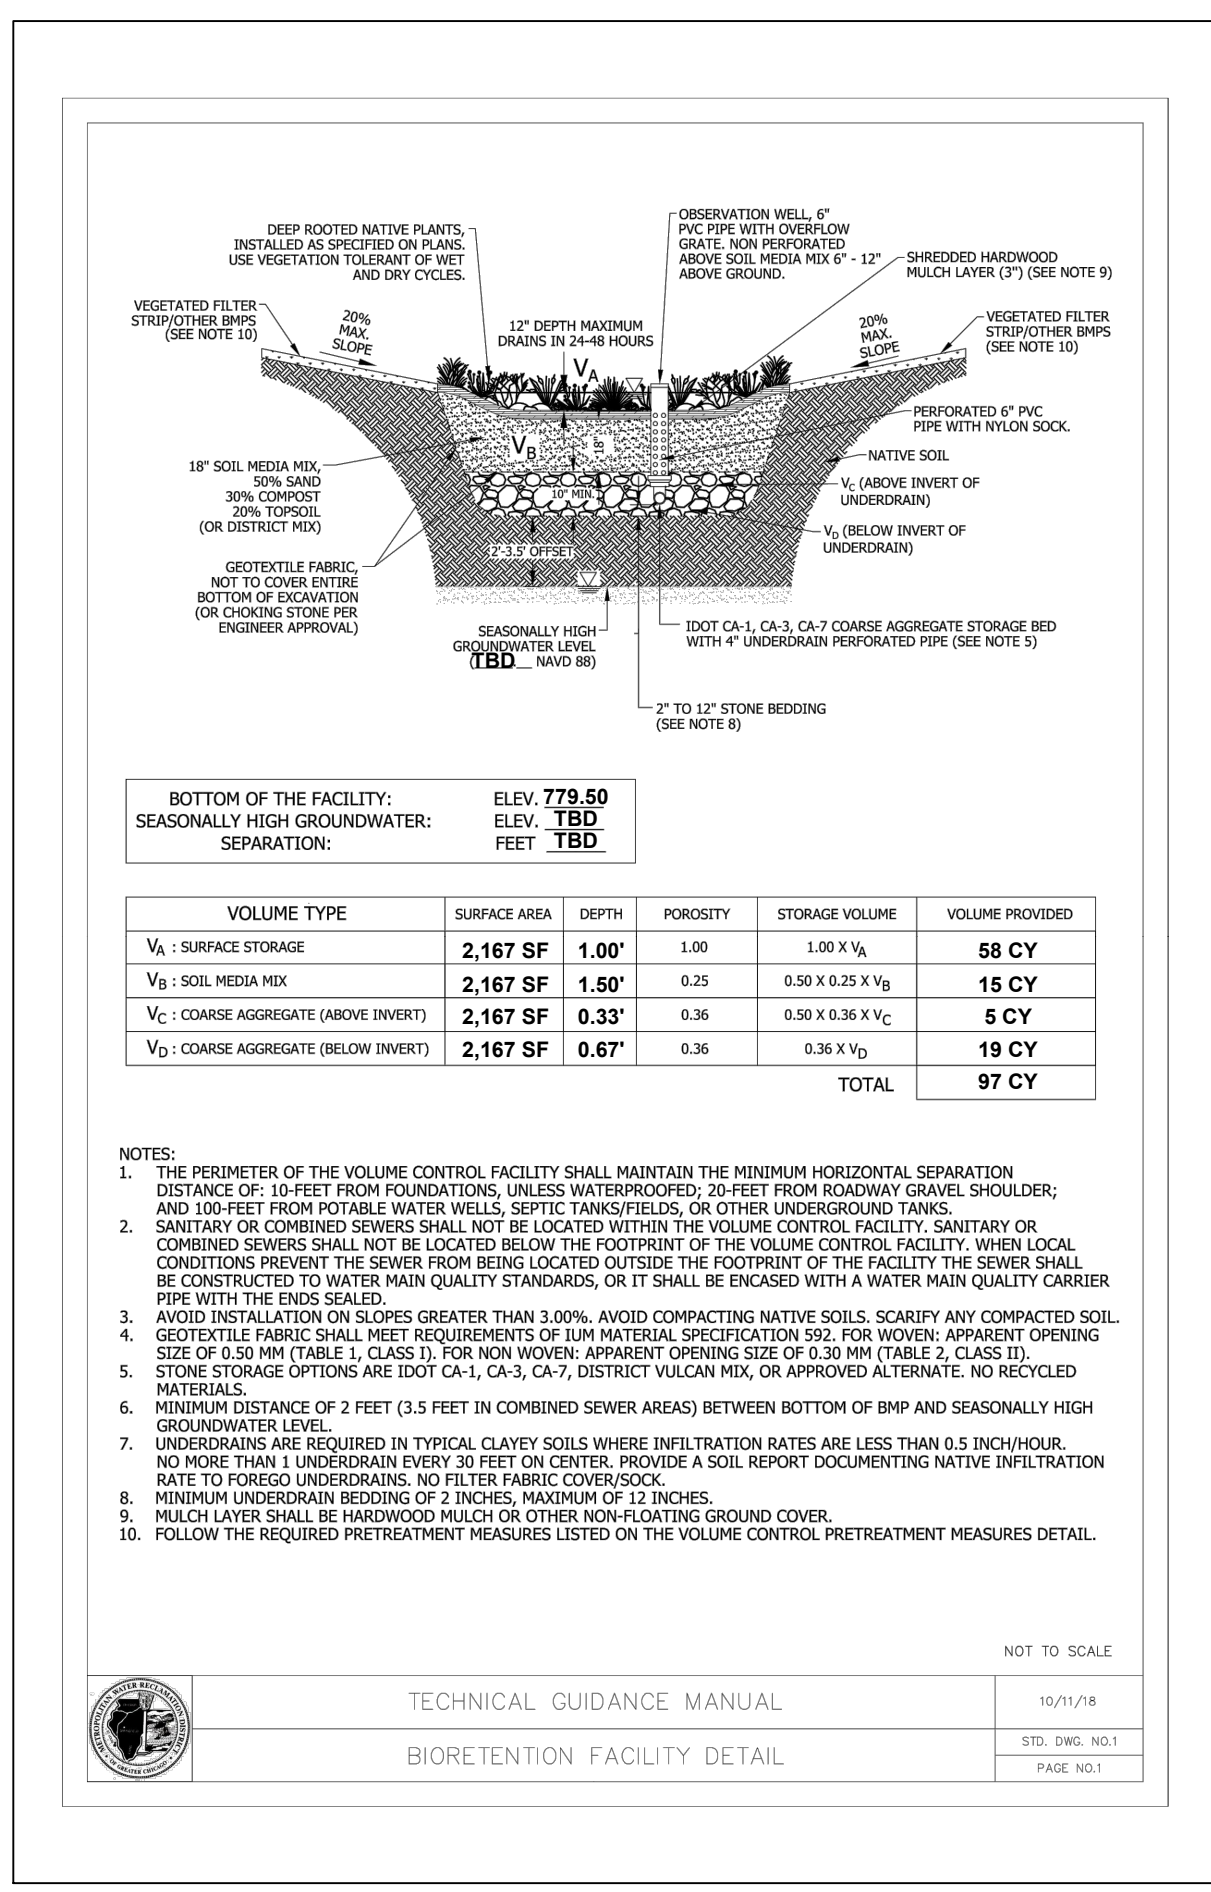 DEEP ROOTED NATIVE PLANTS,
INSTALLED AS SPECIFIED ON PLANS.
USE VEGETATION TOLERANT OF WET
AND DRY CYCLES.
OBSERVATION WELL, 6"
PVC PIPE WITH OVERFLOW
GRATE. NON PERFORATED
ABOVE SOIL MEDIA MIX 6" - 12"
ABOVE GROUND.
SHREDDED HARDWOOD
MULCH LAYER (3") (SEE NOTE 9)
VEGETATED FILTER
STRIP/OTHER BMPS
(SEE NOTE 10)
20%
MAX.
SLOPE
12" DEPTH MAXIMUM
DRAINS IN 24-48 HOURS
20%
MAX.
SLOPE
VEGETATED FILTER
STRIP/OTHER BMPS
(SEE NOTE 10)
VA
PERFORATED 6" PVC
PIPE WITH NYLON SOCK.
VB
18"
NATIVE SOIL
18" SOIL MEDIA MIX,
50% SAND
30% COMPOST
20% TOPSOIL
(OR DISTRICT MIX)
VC (ABOVE INVERT OF
UNDERDRAIN)
10" MIN.
VD (BELOW INVERT OF
UNDERDRAIN)
2'-3.5' OFFSET
GEOTEXTILE FABRIC,
NOT TO COVER ENTIRE
BOTTOM OF EXCAVATION
(OR CHOKING STONE PER
ENGINEER APPROVAL)
SEASONALLY HIGH
GROUNDWATER LEVEL
(TBD__ NAVD 88)
IDOT CA-1, CA-3, CA-7 COARSE AGGREGATE STORAGE BED
WITH 4" UNDERDRAIN PERFORATED PIPE (SEE NOTE 5)
2" TO 12" STONE BEDDING
(SEE NOTE 8)
BOTTOM OF THE FACILITY: ELEV. 779.50
SEASONALLY HIGH GROUNDWATER: ELEV. TBD
SEPARATION: FEET TBD
VOLUME TYPE SURFACE AREA DEPTH POROSITY STORAGE VOLUME VOLUME PROVIDED
VA : SURFACE STORAGE 2,167 SF 1.00' 1.00 1.00 X VA 58 CY
VB : SOIL MEDIA MIX 2,167 SF 1.50' 0.25 0.50 X 0.25 X VB 15 CY
VC : COARSE AGGREGATE (ABOVE INVERT) 2,167 SF 0.33' 0.36 0.50 X 0.36 X VC 5 CY
VD : COARSE AGGREGATE (BELOW INVERT) 2,167 SF 0.67' 0.36 0.36 X VD 19 CY
TOTAL 97 CY
NOTES:
1. THE PERIMETER OF THE VOLUME CONTROL FACILITY SHALL MAINTAIN THE MINIMUM HORIZONTAL SEPARATION
DISTANCE OF: 10-FEET FROM FOUNDATIONS, UNLESS WATERPROOFED; 20-FEET FROM ROADWAY GRAVEL SHOULDER;
AND 100-FEET FROM POTABLE WATER WELLS, SEPTIC TANKS/FIELDS, OR OTHER UNDERGROUND TANKS.
2. SANITARY OR COMBINED SEWERS SHALL NOT BE LOCATED WITHIN THE VOLUME CONTROL FACILITY. SANITARY OR
COMBINED SEWERS SHALL NOT BE LOCATED BELOW THE FOOTPRINT OF THE VOLUME CONTROL FACILITY. WHEN LOCAL
CONDITIONS PREVENT THE SEWER FROM BEING LOCATED OUTSIDE THE FOOTPRINT OF THE FACILITY THE SEWER SHALL
BE CONSTRUCTED TO WATER MAIN QUALITY STANDARDS, OR IT SHALL BE ENCASED WITH A WATER MAIN QUALITY CARRIER
PIPE WITH THE ENDS SEALED.
3. AVOID INSTALLATION ON SLOPES GREATER THAN 3.00%. AVOID COMPACTING NATIVE SOILS. SCARIFY ANY COMPACTED SOIL.
4. GEOTEXTILE FABRIC SHALL MEET REQUIREMENTS OF IUM MATERIAL SPECIFICATION 592. FOR WOVEN: APPARENT OPENING
SIZE OF 0.50 MM (TABLE 1, CLASS I). FOR NON WOVEN: APPARENT OPENING SIZE OF 0.30 MM (TABLE 2, CLASS II).
5. STONE STORAGE OPTIONS ARE IDOT CA-1, CA-3, CA-7, DISTRICT VULCAN MIX, OR APPROVED ALTERNATE. NO RECYCLED
MATERIALS.
6. MINIMUM DISTANCE OF 2 FEET (3.5 FEET IN COMBINED SEWER AREAS) BETWEEN BOTTOM OF BMP AND SEASONALLY HIGH
GROUNDWATER LEVEL.
7. UNDERDRAINS ARE REQUIRED IN TYPICAL CLAYEY SOILS WHERE INFILTRATION RATES ARE LESS THAN 0.5 INCH/HOUR.
NO MORE THAN 1 UNDERDRAIN EVERY 30 FEET ON CENTER. PROVIDE A SOIL REPORT DOCUMENTING NATIVE INFILTRATION
RATE TO FOREGO UNDERDRAINS. NO FILTER FABRIC COVER/SOCK.
8. MINIMUM UNDERDRAIN BEDDING OF 2 INCHES, MAXIMUM OF 12 INCHES.
9. MULCH LAYER SHALL BE HARDWOOD MULCH OR OTHER NON-FLOATING GROUND COVER.
10. FOLLOW THE REQUIRED PRETREATMENT MEASURES LISTED ON THE VOLUME CONTROL PRETREATMENT MEASURES DETAIL.
NOT TO SCALE
METROPOLITAN WATER RECLAMATION DISTRICT
OF GREATER CHICAGO
TECHNICAL GUIDANCE MANUAL
10/11/18
BIORETENTION FACILITY DETAIL
STD. DWG. NO.1
PAGE NO.1